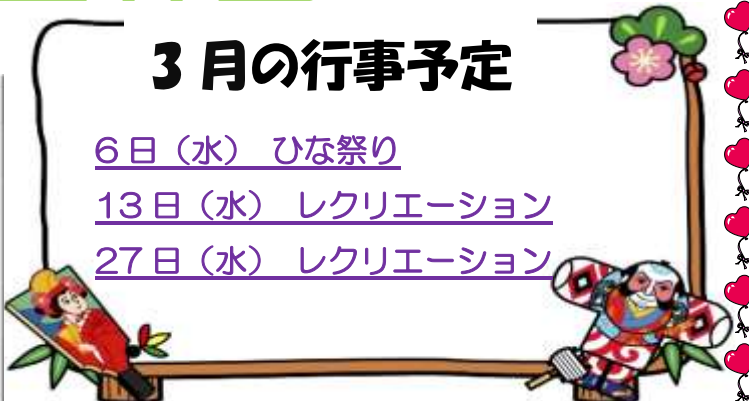 3月の行事予定
6日（水）　ひな祭り
13日（水）　レクリエーション
27日（水）　レクリエーション